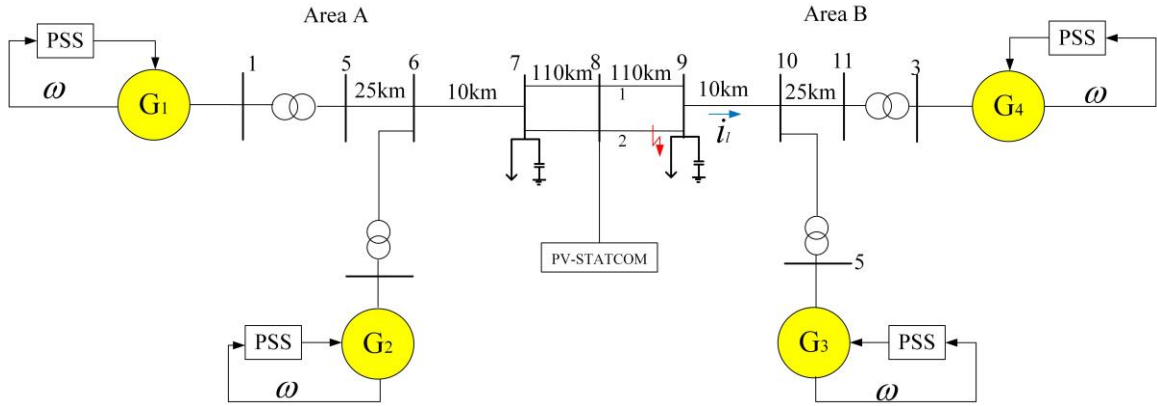 Area A
Area B
PSS
ω
G1
1
5
25km
6
10km
7
110km
8
110km
9
1
2
10km
i1
10
25km
11
3
G4
PSS
ω
PV-STATCOM
PSS
G2
ω
5
G3
PSS
ω